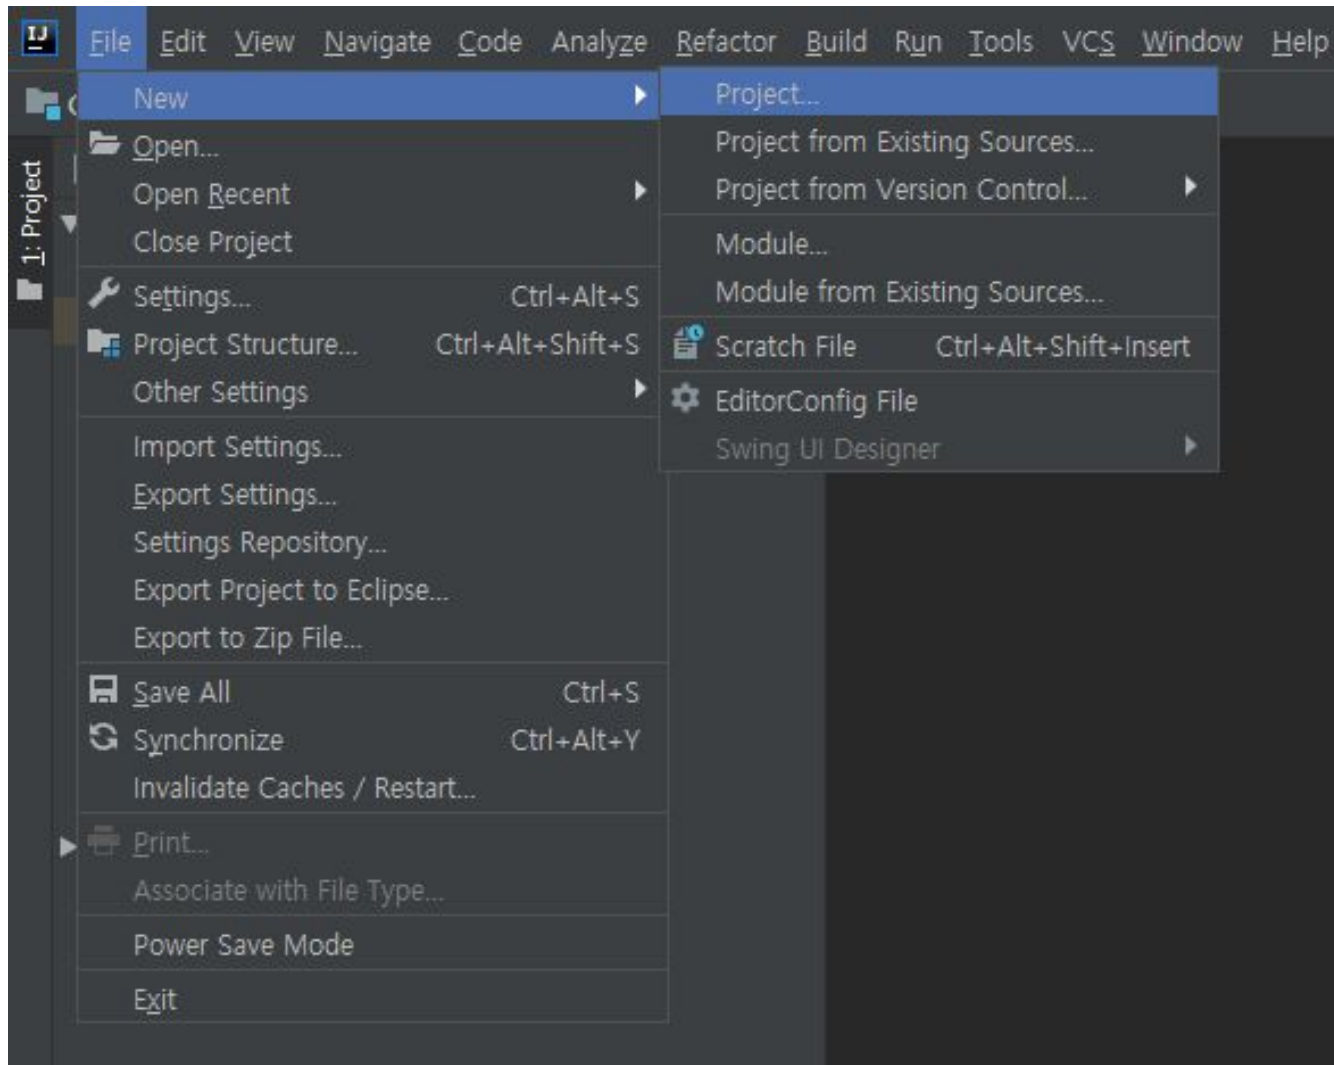 IJ File Edit View Navigate Code Analyze Refactor Build Run Tools VCS Window Help
1: Project
New
Open...
Open Recent
Close Project
Settings... Ctrl+Alt+S
Project Structure... Ctrl+Alt+Shift+S
Other Settings
Import Settings...
Export Settings...
Settings Repository...
Export Project to Eclipse...
Export to Zip File...
Save All Ctrl+S
Synchronize Ctrl+Alt+Y
Invalidate Caches / Restart...
Print...
Associate with File Type...
Power Save Mode
Exit
Project...
Project from Existing Sources...
Project from Version Control...
Module...
Module from Existing Sources...
Scratch File Ctrl+Alt+Shift+Insert
EditorConfig File
Swing UI Designer